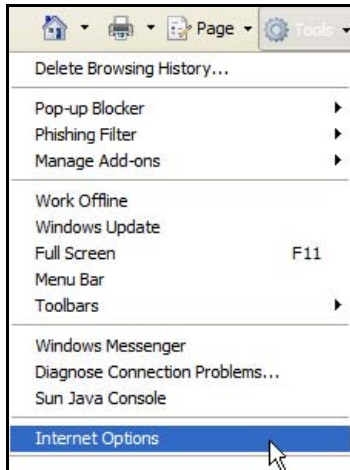 Page Tools
Delete Browsing History...
Pop-up Blocker
Phishing Filter
Manage Add-ons
Work Offline
Windows Update
Full Screen F11
Menu Bar
Toolbars
Windows Messenger
Diagnose Connection Problems...
Sun Java Console
Internet Options